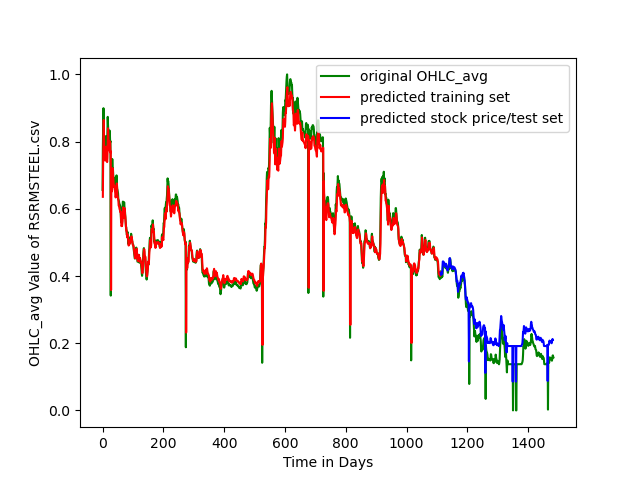 original OHLC_avg
predicted training set
predicted stock price/test set
OHLC_avg Value of RSRMSTEEL.csv
1.0
0.8
0.6
0.4
0.2
0.0
0 200 400 600 800 1000 1200 1400
Time in Days